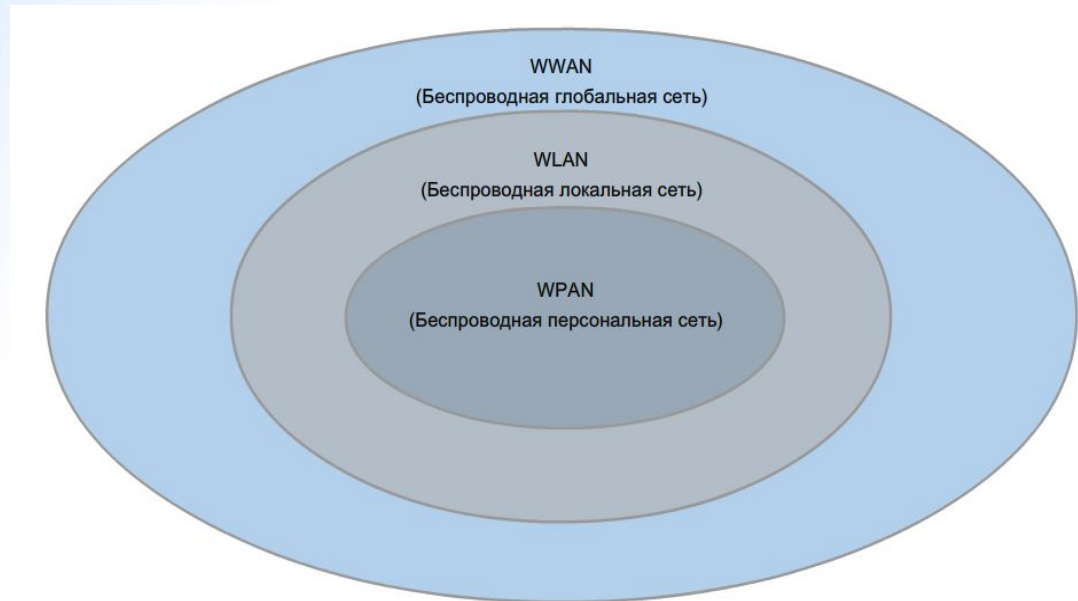 WWAN
(Беспроводная глобальная сеть)
WLAN
(Беспроводная локальная сеть)
WPAN
(Беспроводная персональная сеть)